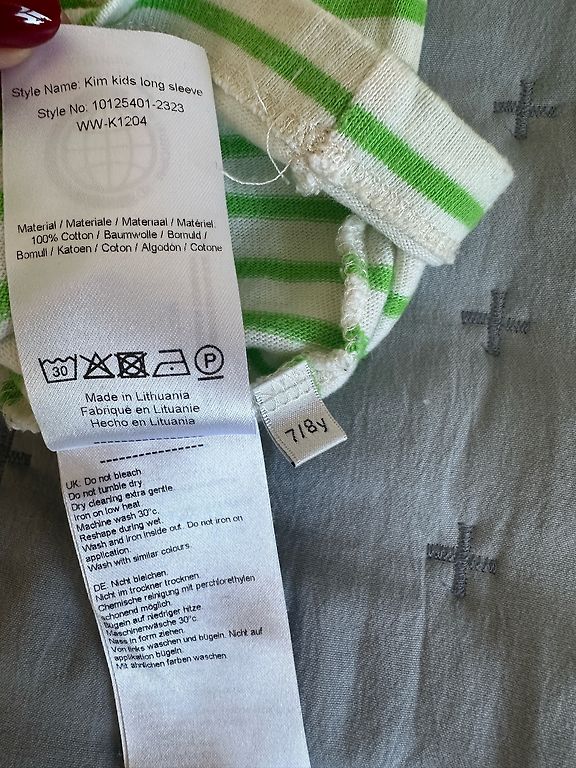 Style Name: Kim kids long sleeve
Style No: 10125401-2323
WW-K1204
Material / Materiale / Materiaal / Matériel:
100% Cotton / Baumwolle / Bomuld /
Bomull / Katoen / Coton / Algodón / Cotone
30 P
Made in Lithuania
Fabriqué en Lituanie
Hecho en Lituania
7/8y
UK: Do not bleach
Do not tumble dry
Dry cleaning extra gentle
Iron on low heat
Machine wash 30°c.
Reshape during wet.
Wash and iron inside out. Do not iron on
application.
Wash with similar colours.
DE: Nicht bleichen.
Nicht im trockner trocknen.
Chemische reinigung mit perchlorethylen
schonend möglich.
Bügeln auf niedriger hitze
Maschinenwäsche 30°c.
Nass in form ziehen.
Von links waschen und bügeln. Nicht auf
applikation bügeln.
Mit ähnlichen farben waschen.